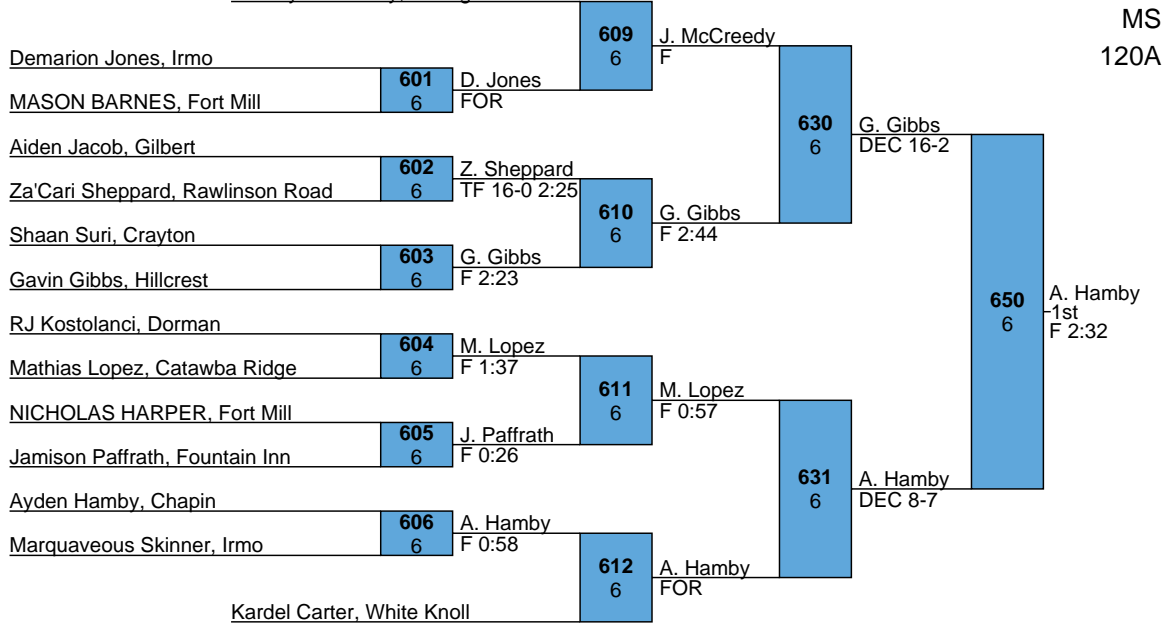 MS
120A
609
6
J. McCreedy
F
Demarion Jones, Irmo
601
6
D. Jones
FOR
MASON BARNES, Fort Mill
630
6
G. Gibbs
DEC 16-2
Aiden Jacob, Gilbert
602
6
Z. Sheppard
TF 16-0 2:25
Za'Cari Sheppard, Rawlinson Road
610
6
G. Gibbs
F 2:44
Shaan Suri, Crayton
603
6
G. Gibbs
F 2:23
Gavin Gibbs, Hillcrest
650
6
A. Hamby
1st
F 2:32
RJ Kostolanci, Dorman
604
6
M. Lopez
F 1:37
Mathias Lopez, Catawba Ridge
611
6
M. Lopez
F 0:57
NICHOLAS HARPER, Fort Mill
605
6
J. Paffrath
F 0:26
Jamison Paffrath, Fountain Inn
631
6
A. Hamby
DEC 8-7
Ayden Hamby, Chapin
606
6
A. Hamby
F 0:58
Marquaveous Skinner, Irmo
612
6
A. Hamby
FOR
Kardel Carter, White Knoll